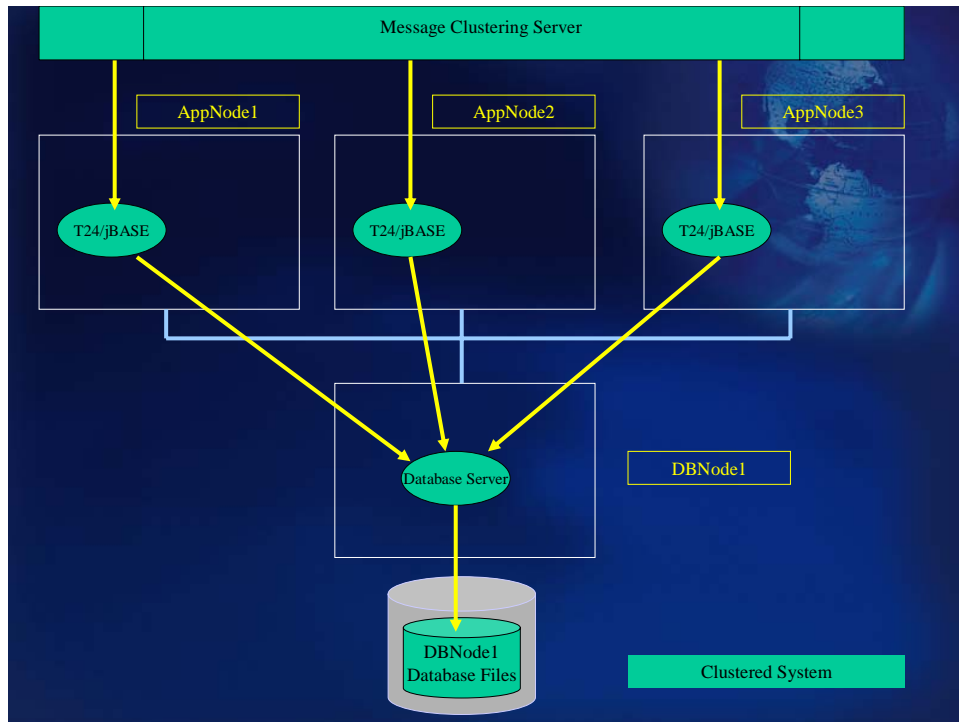 Message Clustering Server
AppNode1
AppNode2
AppNode3
T24/jBASE
T24/jBASE
T24/jBASE
Database Server
DBNode1
DBNode1
Database Files
Clustered System